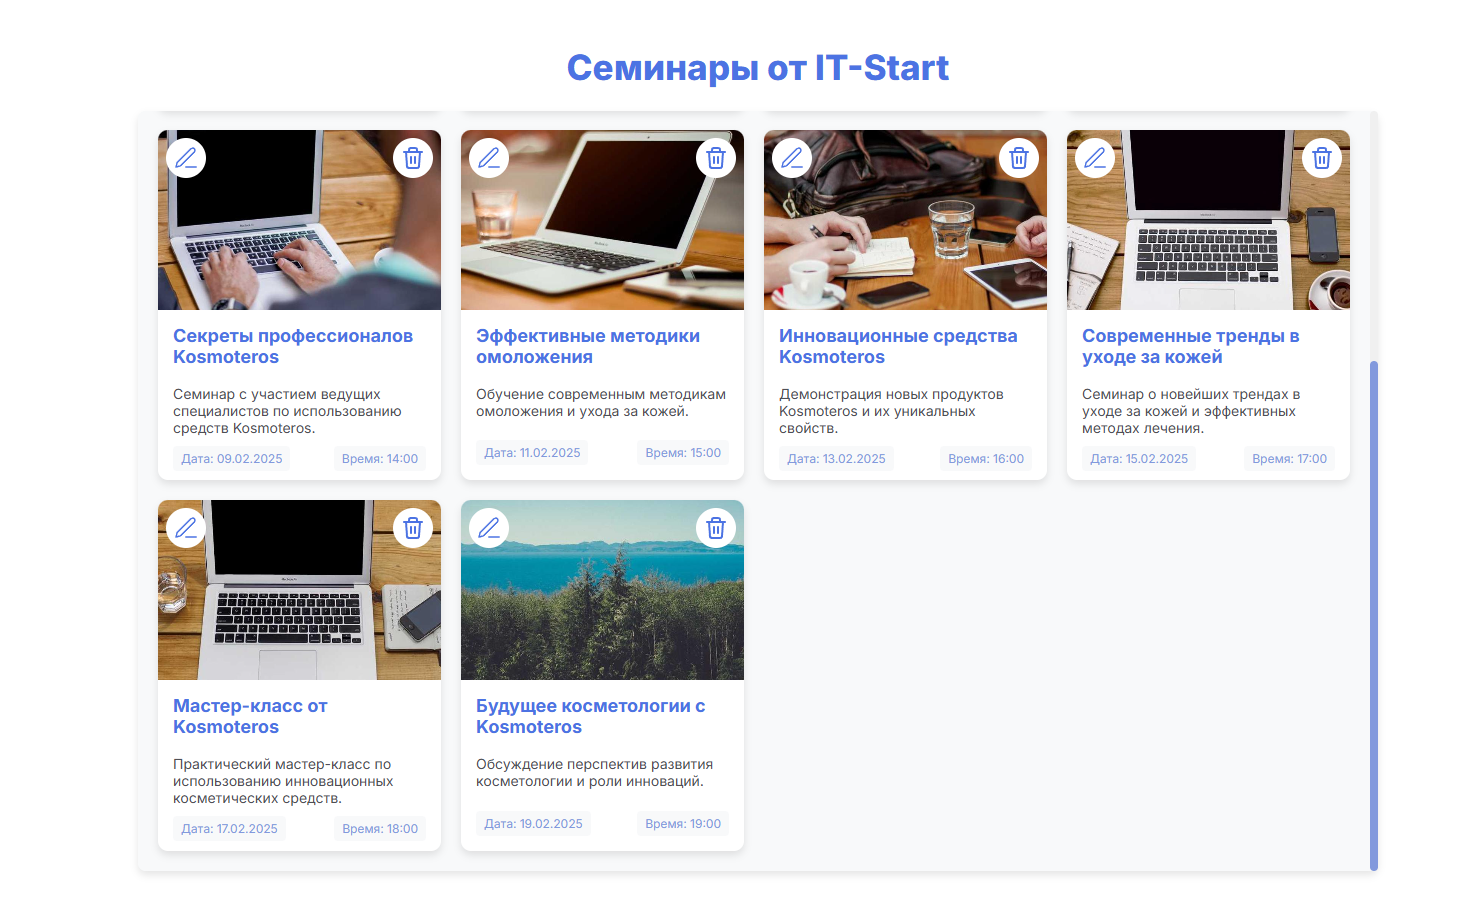 Семинары от IT-Start
Секреты профессионалов
Kosmoteros
Семинар с участием ведущих
специалистов по использованию
средств Kosmoteros.
Дата: 09.02.2025
Время: 14:00
Эффективные методики
омоложения
Обучение современным методикам
омоложения и ухода за кожей.
Дата: 11.02.2025
Время: 15:00
Инновационные средства
Kosmoteros
Демонстрация новых продуктов
Kosmoteros и их уникальных
свойств.
Дата: 13.02.2025
Время: 16:00
Современные тренды в
уходе за кожей
Семинар о новейших трендах в
уходе за кожей и эффективных
методах лечения.
Дата: 15.02.2025
Время: 17:00
Мастер-класс от
Kosmoteros
Практический мастер-класс по
использованию инновационных
косметических средств.
Дата: 17.02.2025
Время: 18:00
Будущее косметологии с
Kosmoteros
Обсуждение перспектив развития
косметологии и роли инноваций.
Дата: 19.02.2025
Время: 19:00